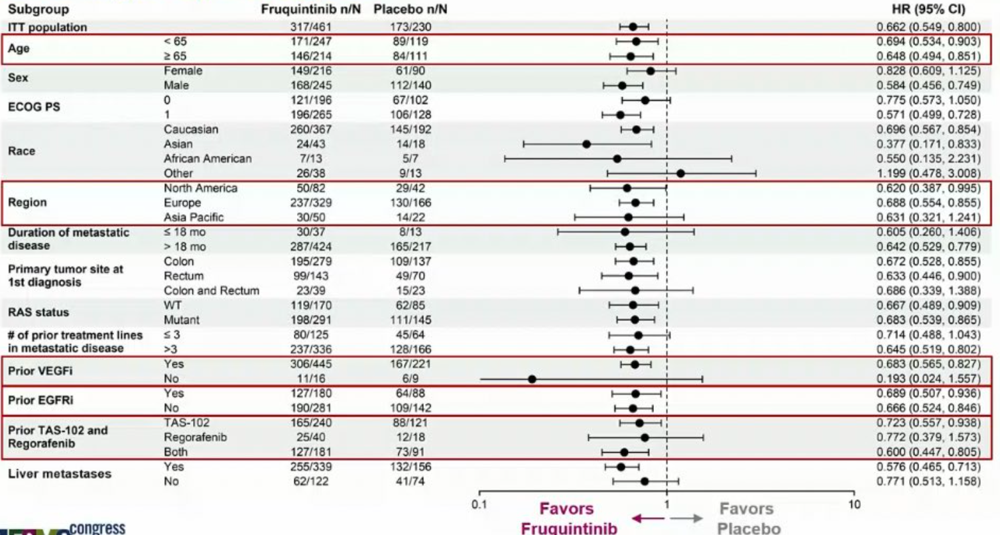 Subgroup Fruquintinib n/N Placebo n/N HR (95% CI)
ITT population 317/461 173/230 0.662 (0.549, 0.800)
Age
< 65 171/247 89/119 0.694 (0.534, 0.903)
≥ 65 146/214 84/111 0.648 (0.494, 0.851)
Sex
Female 149/216 61/90 0.828 (0.609, 1.125)
Male 168/245 112/140 0.584 (0.456, 0.749)
ECOG PS
0 121/196 67/102 0.775 (0.573, 1.050)
1 196/265 106/128 0.571 (0.499, 0.728)
Race
Caucasian 260/367 145/192 0.696 (0.567, 0.854)
Asian 24/43 14/18 0.377 (0.171, 0.833)
African American 7/13 5/7 0.550 (0.135, 2.231)
Other 26/38 9/13 1.199 (0.478, 3.008)
Region
North America 50/82 29/42 0.620 (0.387, 0.995)
Europe 237/329 130/166 0.688 (0.554, 0.855)
Asia Pacific 30/50 14/22 0.631 (0.321, 1.241)
Duration of metastatic
disease
≤ 18 mo 30/37 8/13 0.605 (0.260, 1.406)
> 18 mo 287/424 165/217 0.642 (0.529, 0.779)
Primary tumor site at
1st diagnosis
Colon 195/279 109/137 0.672 (0.528, 0.855)
Rectum 99/143 49/70 0.633 (0.446, 0.900)
Colon and Rectum 23/39 15/23 0.686 (0.339, 1.388)
RAS status
WT 119/170 62/85 0.667 (0.489, 0.909)
Mutant 198/291 111/145 0.683 (0.539, 0.865)
# of prior treatment lines
in metastatic disease
≤ 3 80/125 45/64 0.714 (0.488, 1.043)
>3 237/336 128/166 0.645 (0.519, 0.802)
Prior VEGFi
Yes 306/445 167/221 0.683 (0.565, 0.827)
No 11/16 6/9 0.193 (0.024, 1.557)
Prior EGFRi
Yes 127/180 64/88 0.689 (0.507, 0.936)
No 190/281 109/142 0.666 (0.524, 0.846)
Prior TAS-102 and
Regorafenib
TAS-102 165/240 88/121 0.723 (0.557, 0.938)
Regorafenib 25/40 12/18 0.772 (0.379, 1.573)
Both 127/181 73/91 0.600 (0.447, 0.805)
Liver metastases
Yes 255/339 132/156 0.576 (0.465, 0.713)
No 62/122 41/74 0.771 (0.513, 1.158)
0.1 1 10
Favors
Fruquintinib
Favors
Placebo
congress